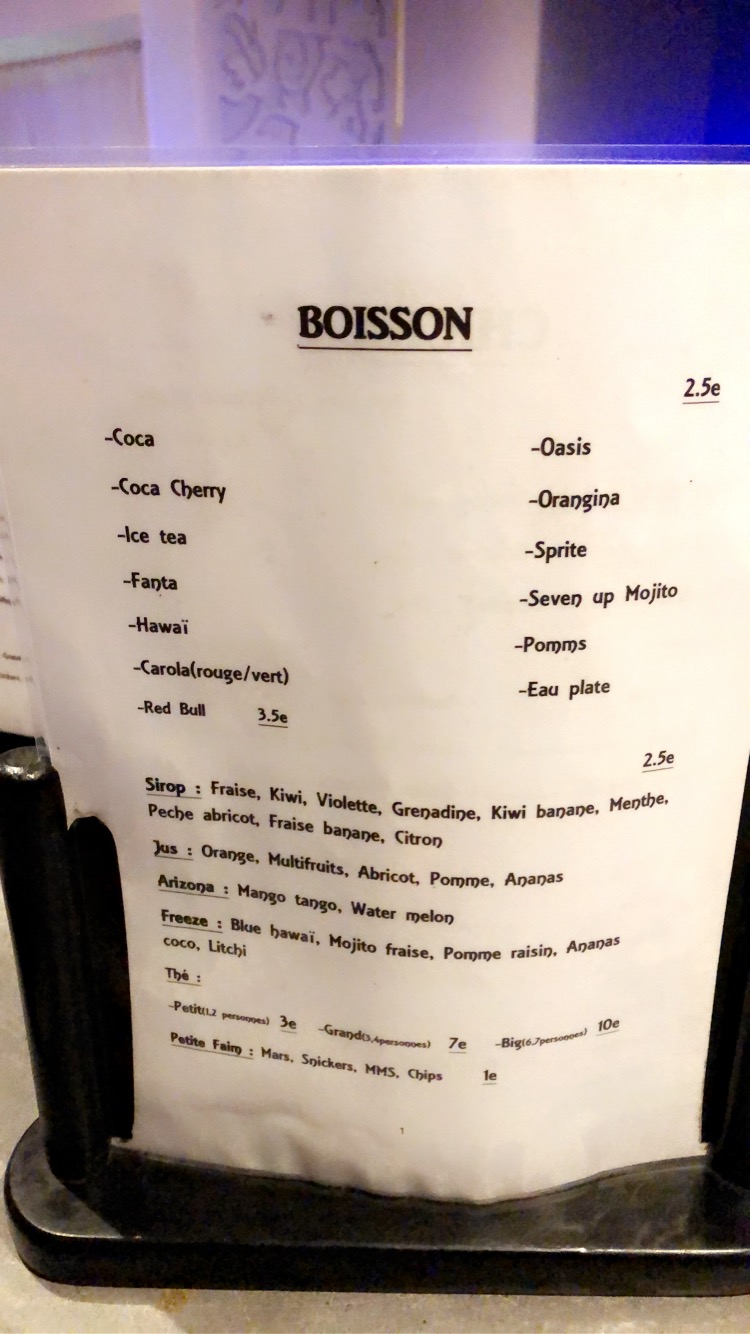 BOISSON
2.5e
-Coca
-Oasis
-Coca Cherry
-Orangina
-Ice tea
-Sprite
-Fanta
-Seven up Mojito
-Hawaï
-Pomms
-Carola(rouge/vert)
-Eau plate
-Red Bull 3.5e
2.5e
Sirop : Fraise, Kiwi, Violette, Grenadine, Kiwi banane, Menthe,
Peche abricot, Fraise banane, Citron
Jus : Orange, Multifruits, Abricot, Pomme, Ananas
Arizona : Mango tango, Water melon
Freeze : Blue hawaï, Mojito fraise, Pomme raisin, Ananas
coco, Litchi
Thé :
-Petit(1,2 personnes) 3e -Grand(3,4personnes) 7e -Big(6,7personnes) 10e
Petite Faim : Mars, Snickers, MMS, Chips 1e
1